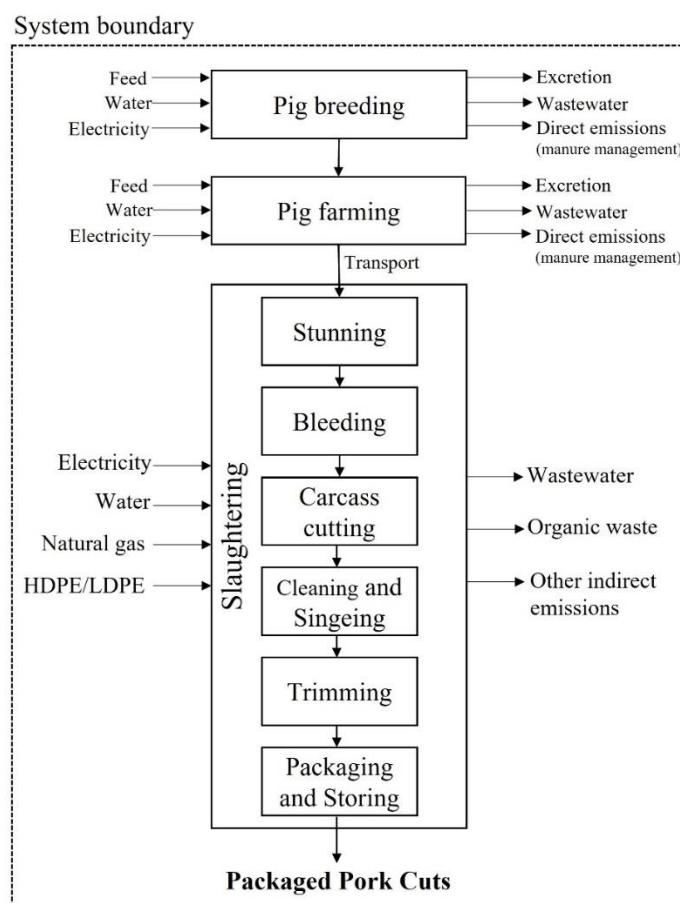 System boundary
Feed
Water
Electricity
Pig breeding
Excretion
Wastewater
Direct emissions
(manure management)
Feed
Water
Electricity
Pig farming
Excretion
Wastewater
Direct emissions
(manure management)
Transport
Slaughtering
Stunning
Bleeding
Carcass
cutting
Cleaning and
Singeing
Trimming
Packaging
and Storing
Electricity
Water
Natural gas
HDPE/LDPE
Wastewater
Organic waste
Other indirect
emissions
Packaged Pork Cuts